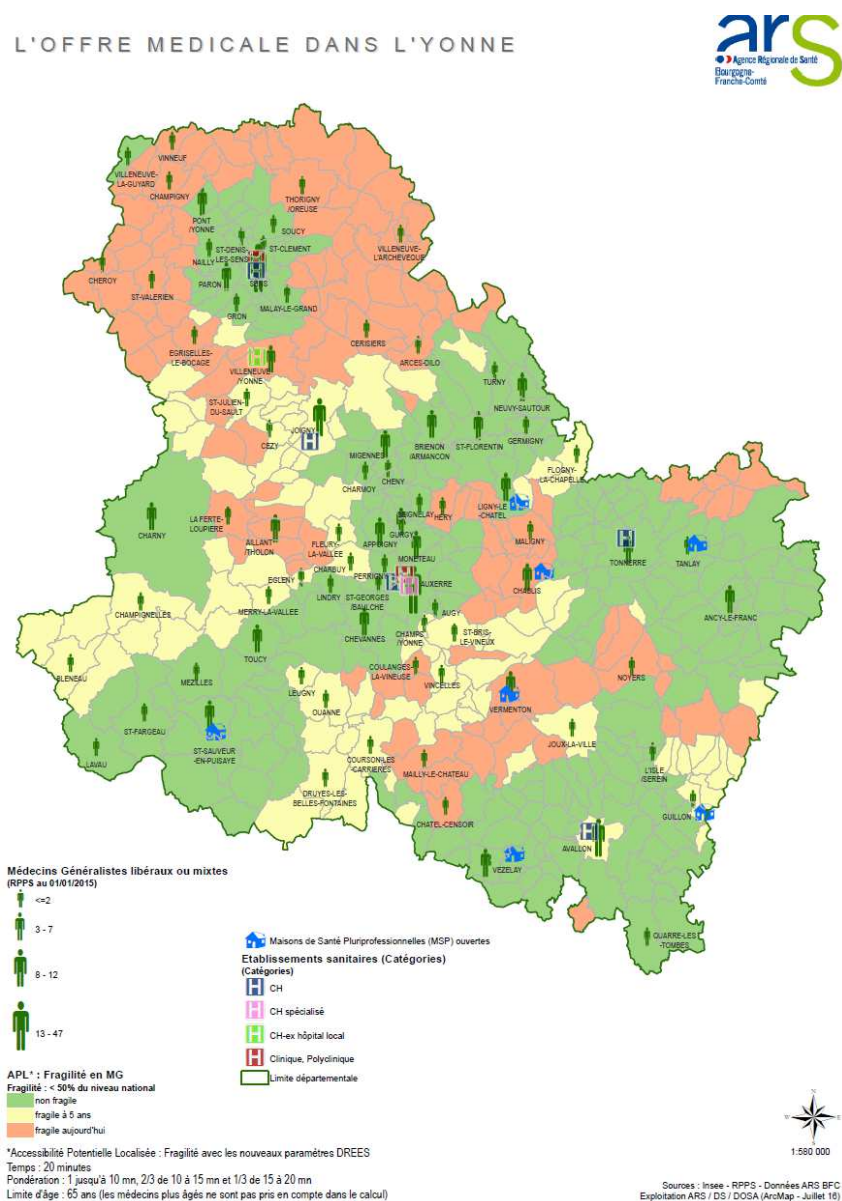 L'OFFRE MEDICALE DANS L'YONNE
ars
Agence Régionale de Santé
Bourgogne-
Franche-Comté
VINNEUF
VILLENEUVE-
LA-GUYARD
CHAMPIGNY
THORIGNY
/OREUSE
PONT
/YONNE
SOUCY
ST-DENIS-
LES-SENS
ST-CLEMENT
VILLENEUVE-
L'ARCHEVEQUE
NAILLY
CHEROY
ST-VALERIEN
PARON
SENS
MALAY-LE-GRAND
GRON
CERISIERS
EGRISELLES-
LE-BOCAGE
ARCES-DILO
VILLENEUVE
/YONNE
TURNY
ST-JULIEN-
DU-SAULT
NEUVY-SAUTOUR
JOIGNY
CEZY
BRIENON
/ARMANCON
ST-FLORENTIN
GERMIGNY
MIGENNES
FLOGNY-
LA-CHAPELLE
CHENY
CHARMOY
LIGNY-LE
-CHATEL
SEIGNELAY
HERY
CHARNY
LA FERTE-
LOUPIERE
AILLANT
/THOLON
FLEURY-
LA-VALLEE
APPOIGNY
GURGY
MONETEAU
MALIGNY
TONNERRE
TANLAY
CHARBUY
PERRIGNY
EGLENY
LINDRY
ST-GEORGES
/BAULCHE
AUXERRE
CHABLIS
ANCY-LE-FRANC
CHAMPIGNELLES
MERRY-LA-VALLEE
AUGY
CHEVANNES
CHAMPS
/YONNE
ST-BRIS-
LE-VINEUX
TOUCY
BLENEAU
MEZILLES
COULANGES-
LA-VINEUSE
VINCELLES
NOYERS
LEUGNY
OUANNE
VERMENTON
ST-FARGEAU
ST-SAUVEUR
-EN-PUISAYE
LAVAU
COURSON-LES
-CARRIERES
JOUX-LA-VILLE
MAILLY-LE-CHATEAU
L'ISLE
/SEREIN
DRUYES-LES-
BELLES-FONTAINES
CHATEL-CENSOIR
GUILLON
AVALLON
VEZELAY
QUARRE-LES
-TOMBES
Médecins Généralistes libéraux ou mixtes
(RPPS au 01/01/2015)
<=2
3 - 7
8 - 12
13 - 47
APL* : Fragilité en MG
Fragilité : < 50% du niveau national
non fragile
fragile à 5 ans
fragile aujourd'hui
Maisons de Santé Pluriprofessionnelles (MSP) ouvertes
Etablissements sanitaires (Catégories)
(Catégories)
H CH
H CH spécialisé
H CH-ex hôpital local
H Clinique, Polyclinique
Limite départementale
*Accessibilité Potentielle Localisée : Fragilité avec les nouveaux paramètres DREES
Temps : 20 minutes
Pondération : 1 jusqu'à 10 mn, 2/3 de 10 à 15 mn et 1/3 de 15 à 20 mn
Limite d'âge : 65 ans (les médecins plus âgés ne sont pas pris en compte dans le calcul)
N
1:580 000
Sources : Insee - RPPS - Données ARS BFC
Exploitation ARS / DS / DOSA (ArcMap - Juillet 16)